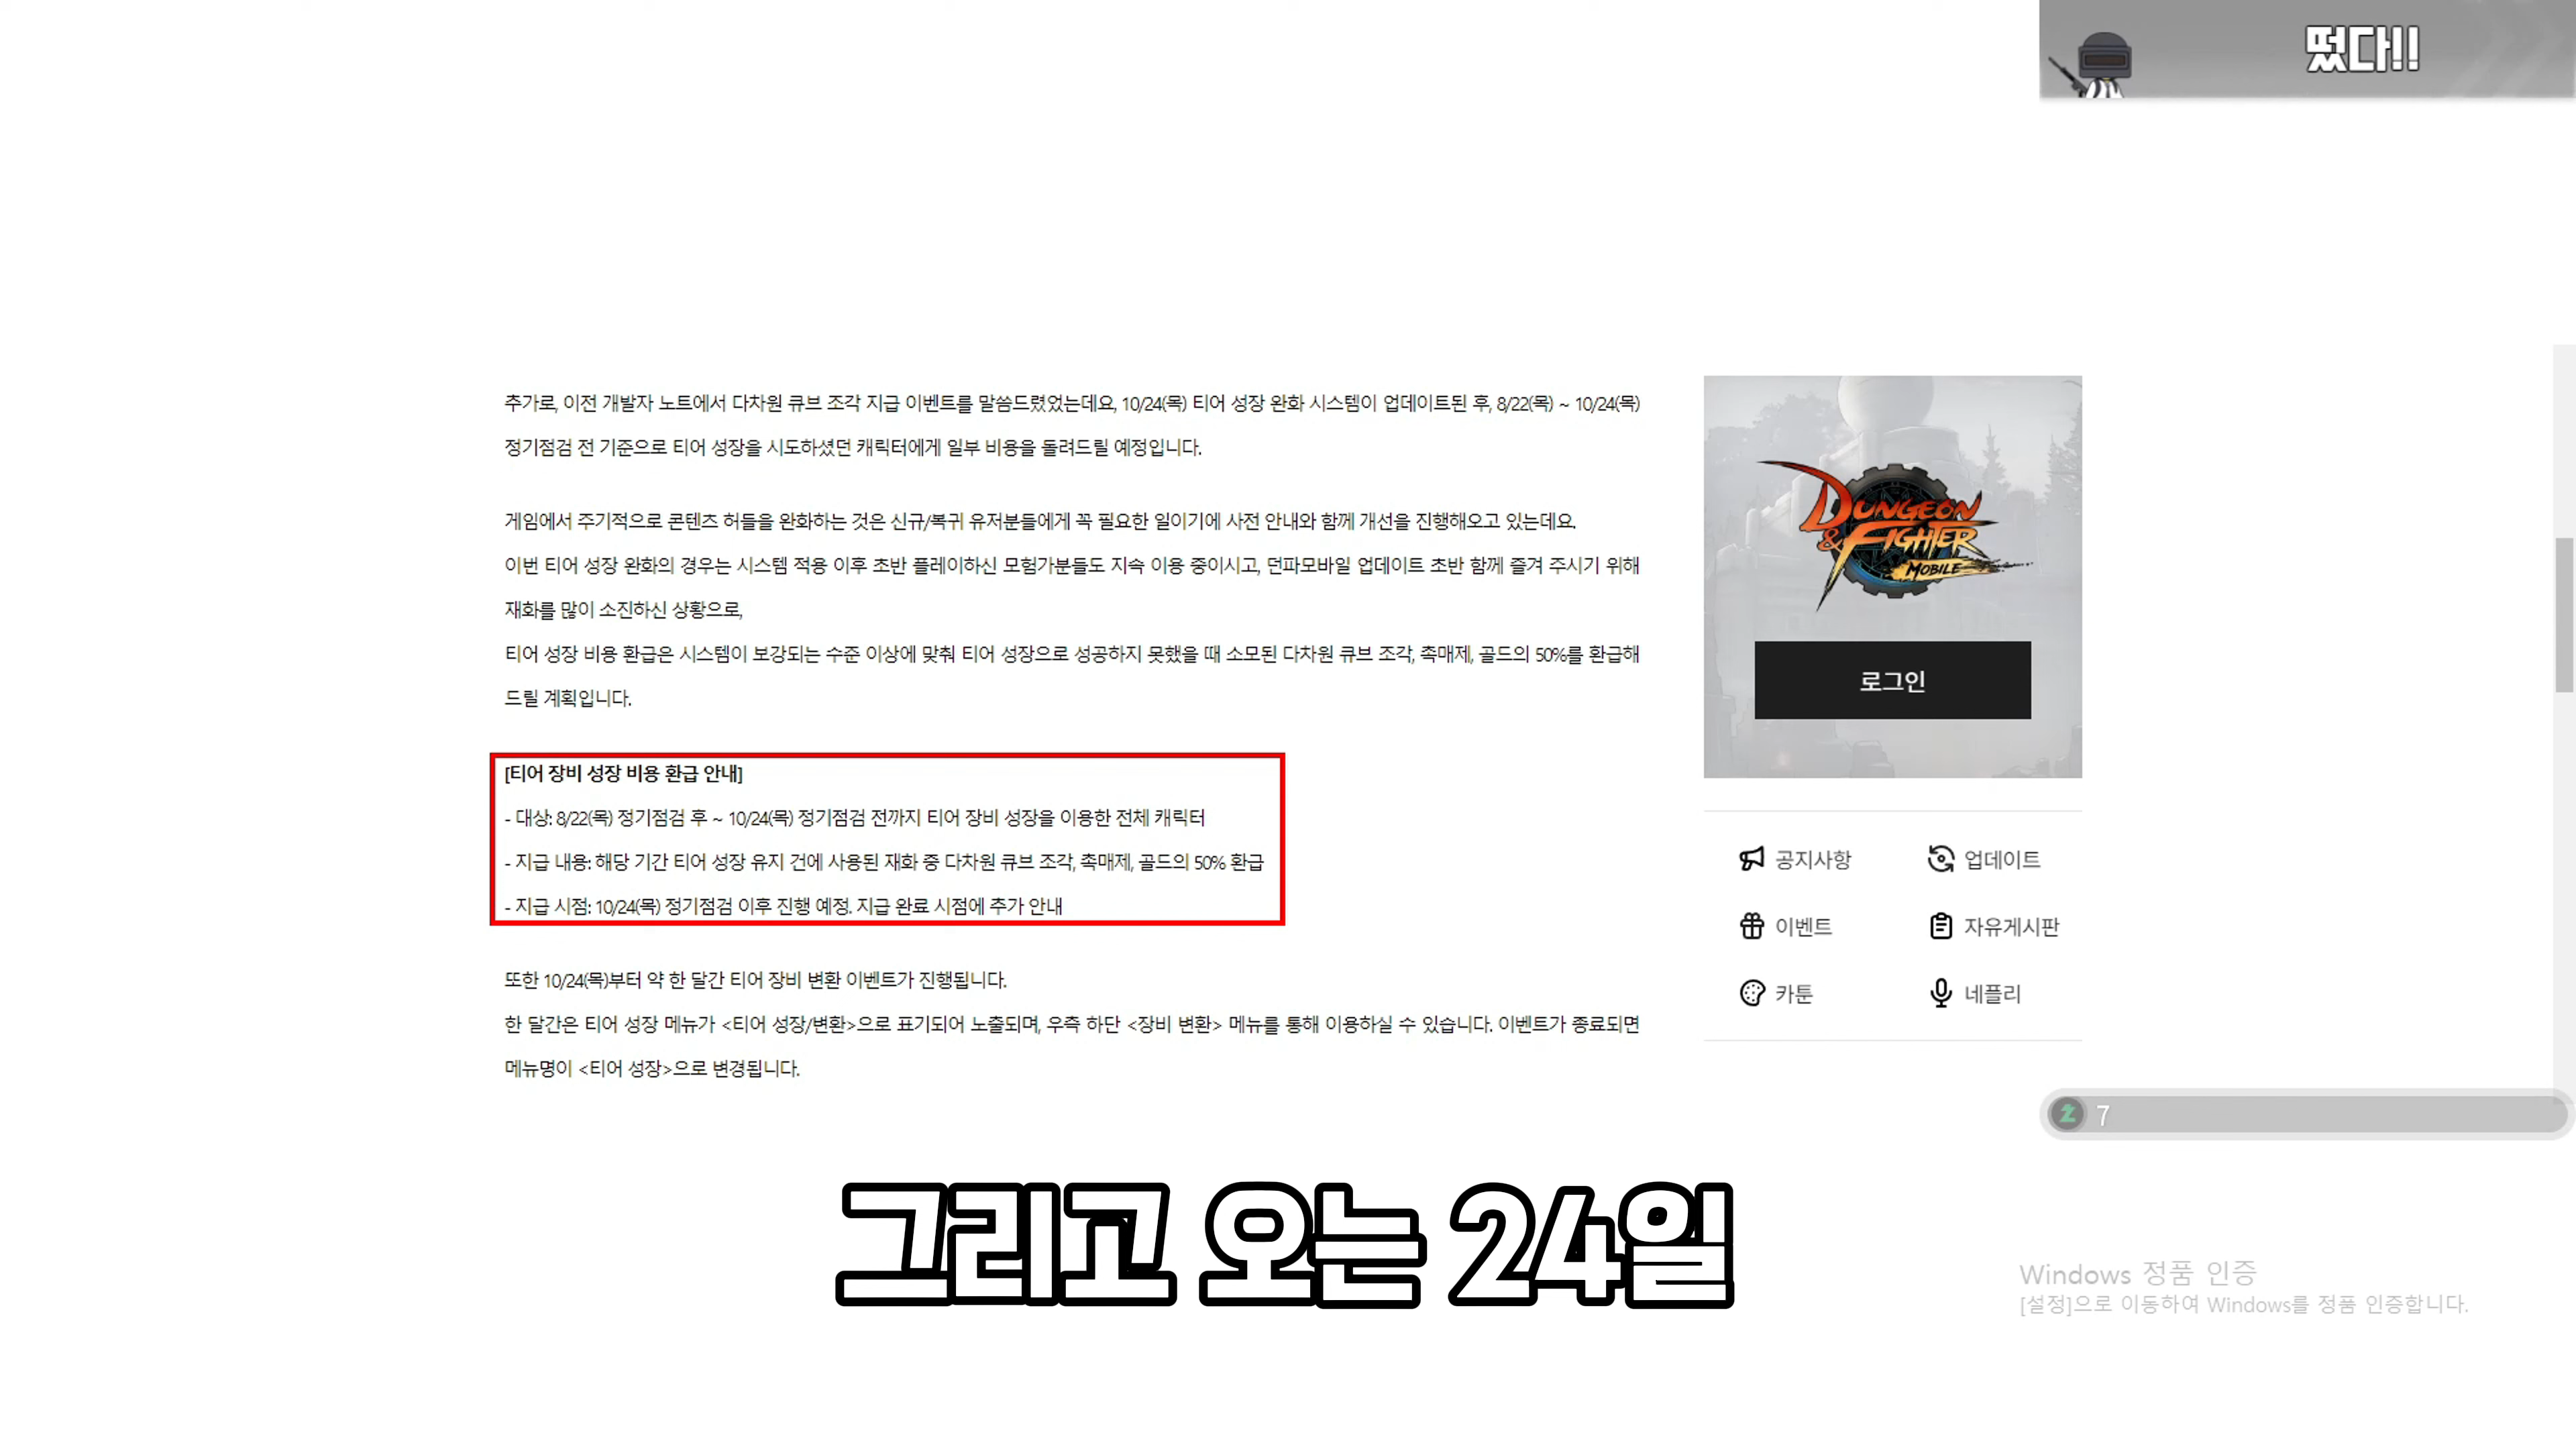 떴다!!
추가로, 이전 개발자 노트에서 다차원 큐브 조각 지급 이벤트를 말씀드렸었는데요, 10/24(목) 티어 성장 완화 시스템이 업데이트된 후, 8/22(목) ~ 10/24(목)
정기점검 전 기준으로 티어 성장을 시도하셨던 캐릭터에게 일부 비용을 돌려드릴 예정입니다.
게임에서 주기적으로 콘텐츠 허들을 완화하는 것은 신규/복귀 유저분들에게 꼭 필요한 일이기에 사전 안내와 함께 개선을 진행해오고 있는데요.
이번 티어 성장 완화의 경우는 시스템 적용 이후 초반 플레이하신 모험가분들도 지속 이용 중이시고, 던파모바일 업데이트 초반 함께 즐겨 주시기 위해
재화를 많이 소진하신 상황으로,
티어 성장 비용 환급은 시스템이 보강되는 수준 이상에 맞춰 티어 성장으로 성공하지 못했을 때 소모된 다차원 큐브 조각, 촉매제, 골드의 50%를 환급해
드릴 계획입니다.
[티어 장비 성장 비용 환급 안내]
- 대상: 8/22(목) 정기점검 후 ~ 10/24(목) 정기점검 전까지 티어 장비 성장을 이용한 전체 캐릭터
- 지급 내용: 해당 기간 티어 성장 유지 건에 사용된 재화 중 다차원 큐브 조각, 촉매제, 골드의 50% 환급
- 지급 시점: 10/24(목) 정기점검 이후 진행 예정. 지급 완료 시점에 추가 안내
또한 10/24(목)부터 약 한 달간 티어 장비 변환 이벤트가 진행됩니다.
한 달간은 티어 성장 메뉴가 <티어 성장/변환>으로 표기되어 노출되며, 우측 하단 <장비 변환> 메뉴를 통해 이용하실 수 있습니다. 이벤트가 종료되면
메뉴명이 <티어 성장>으로 변경됩니다.
DUNGEON
& FIGHTER
MOBILE
로그인
공지사항
업데이트
이벤트
자유게시판
카툰
네플리
7
그리고 오는 24일
Windows 정품 인증
[설정]으로 이동하여 Windows를 정품 인증합니다.